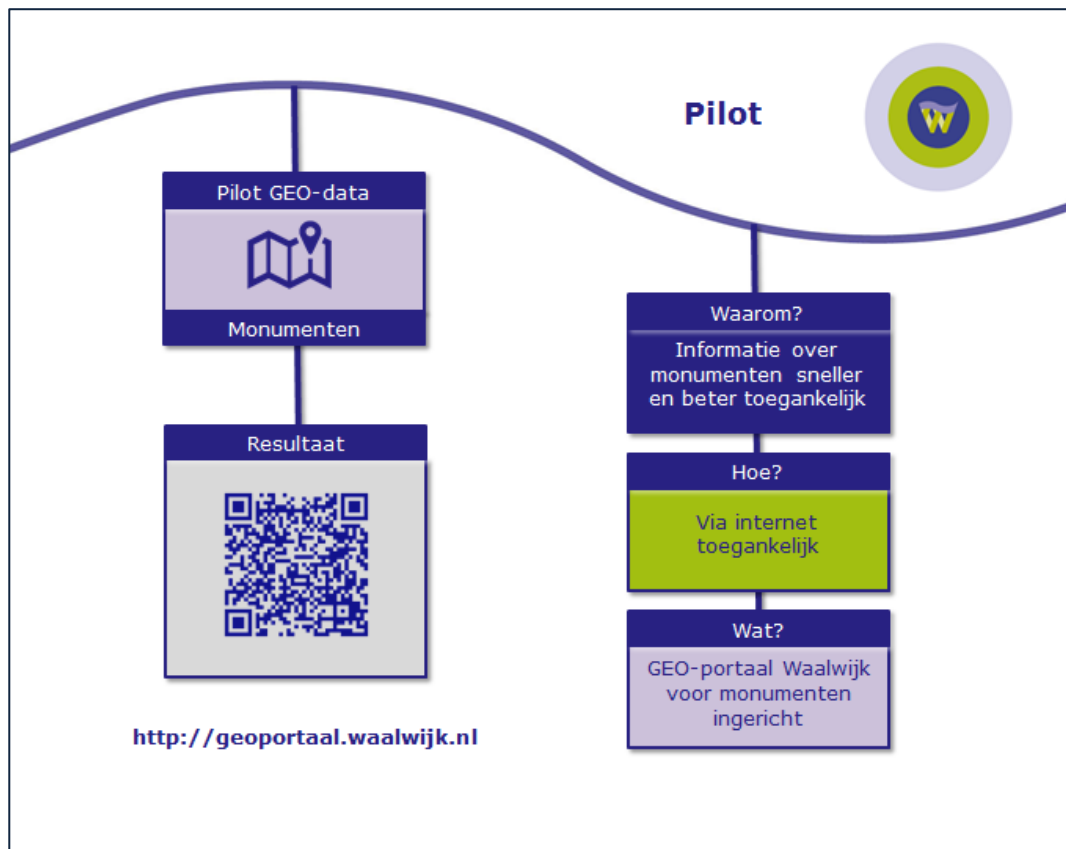 Pilot
W
Pilot GEO-data
Monumenten
Resultaat
http://geoportaal.waalwijk.nl
Waarom?
Informatie over
monumenten sneller
en beter toegankelijk
Hoe?
Via internet
toegankelijk
Wat?
GEO-portaal Waalwijk
voor monumenten
ingericht